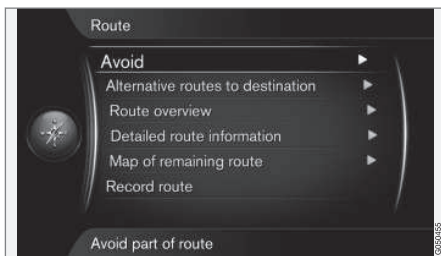 Route
Avoid
Alternative routes to destination
Route overview
Detailed route information
Map of remaining route
Record route
Avoid part of route
G050455